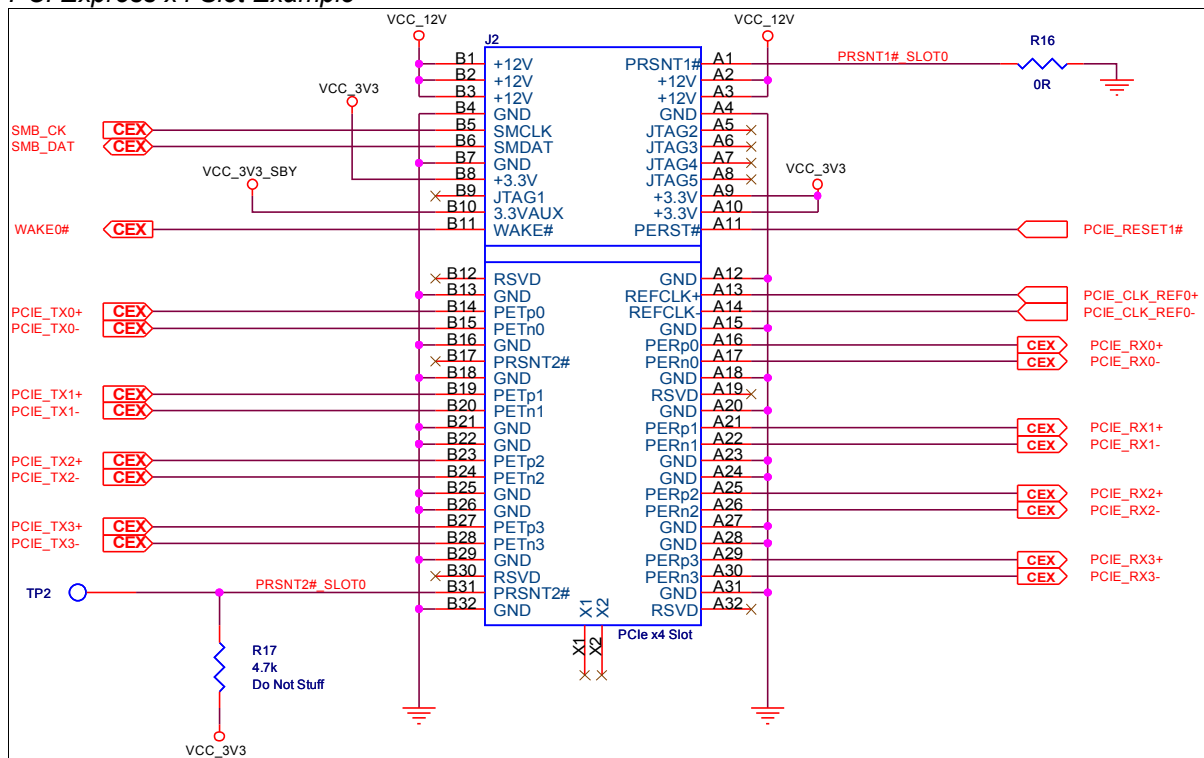 PCI Express x4 Slot Example
VCC_12V
VCC_12V
J2
B1 +12V PRSNT1# A1 PRSNT1#_SLOT0 R16
B2 +12V +12V A2 0R
B3 +12V +12V A3
VCC_3V3
B4 GND GND A4
SMB_CK CEX B5 SMCLK JTAG2 A5
SMB_DAT CEX B6 SMDAT JTAG3 A6
B7 GND JTAG4 A7
VCC_3V3_SBY B8 +3.3V JTAG5 A8 VCC_3V3
B9 JTAG1 +3.3V A9
B10 3.3VAUX +3.3V A10
WAKE0# CEX B11 WAKE# PERST# A11 PCIE_RESET1#
B12 RSVD GND A12
B13 GND REFCLK+ A13 PCIE_CLK_REF0+
PCIE_TX0+ CEX B14 PETp0 REFCLK- A14 PCIE_CLK_REF0-
PCIE_TX0- CEX B15 PETn0 GND A15
B16 GND PERp0 A16 CEX PCIE_RX0+
B17 PRSNT2# PERn0 A17 CEX PCIE_RX0-
B18 GND GND A18
PCIE_TX1+ CEX B19 PETp1 RSVD A19
PCIE_TX1- CEX B20 PETn1 GND A20
B21 GND PERp1 A21 CEX PCIE_RX1+
B22 GND PERn1 A22 CEX PCIE_RX1-
PCIE_TX2+ CEX B23 PETp2 GND A23
PCIE_TX2- CEX B24 PETn2 GND A24
B25 GND PERp2 A25 CEX PCIE_RX2+
B26 GND PERn2 A26 CEX PCIE_RX2-
PCIE_TX3+ CEX B27 PETp3 GND A27
PCIE_TX3- CEX B28 PETn3 GND A28
B29 GND PERp3 A29 CEX PCIE_RX3+
B30 RSVD PERn3 A30 CEX PCIE_RX3-
TP2 PRSNT2#_SLOT0 B31 PRSNT2# GND A31
B32 GND RSVD A32
X1 X2
PCIe x4 Slot
X1 X2
R17
4.7k
Do Not Stuff
VCC_3V3